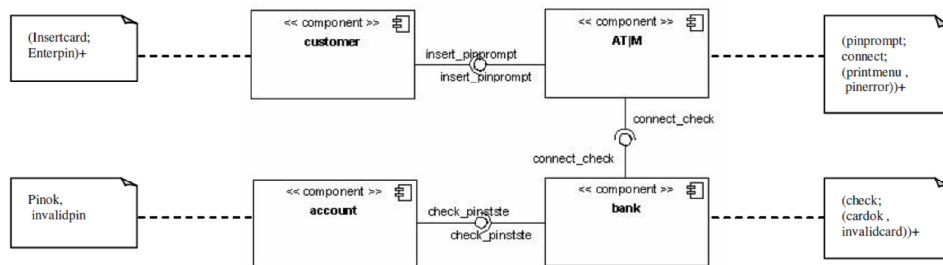 (Insertcard;
Enterpin)+
<< component >>
customer
insert_pinprompt
insert_pinprompt
<< component >>
AT|M
(pinprompt;
connect;
(printmenu ,
pinerror))+
connect_check
connect_check
Pinok,
invalidpin
<< component >>
account
check_pinstste
check_pinstste
<< component >>
bank
(check;
(cardok ,
invalidcard))+